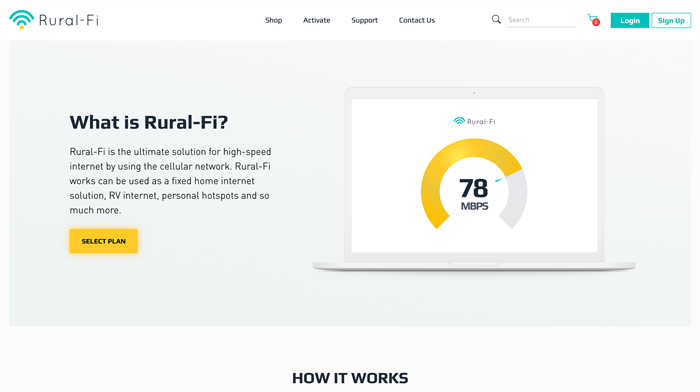 Rural-Fi
Shop Activate Support Contact Us
Search
2
Login
Sign Up
What is Rural-Fi?
Rural-Fi is the ultimate solution for high-speed
internet by using the cellular network. Rural-Fi
works can be used as a fixed home internet
solution, RV internet, personal hotspots and so
much more.
SELECT PLAN
Rural-Fi
78
MBPS
HOW IT WORKS